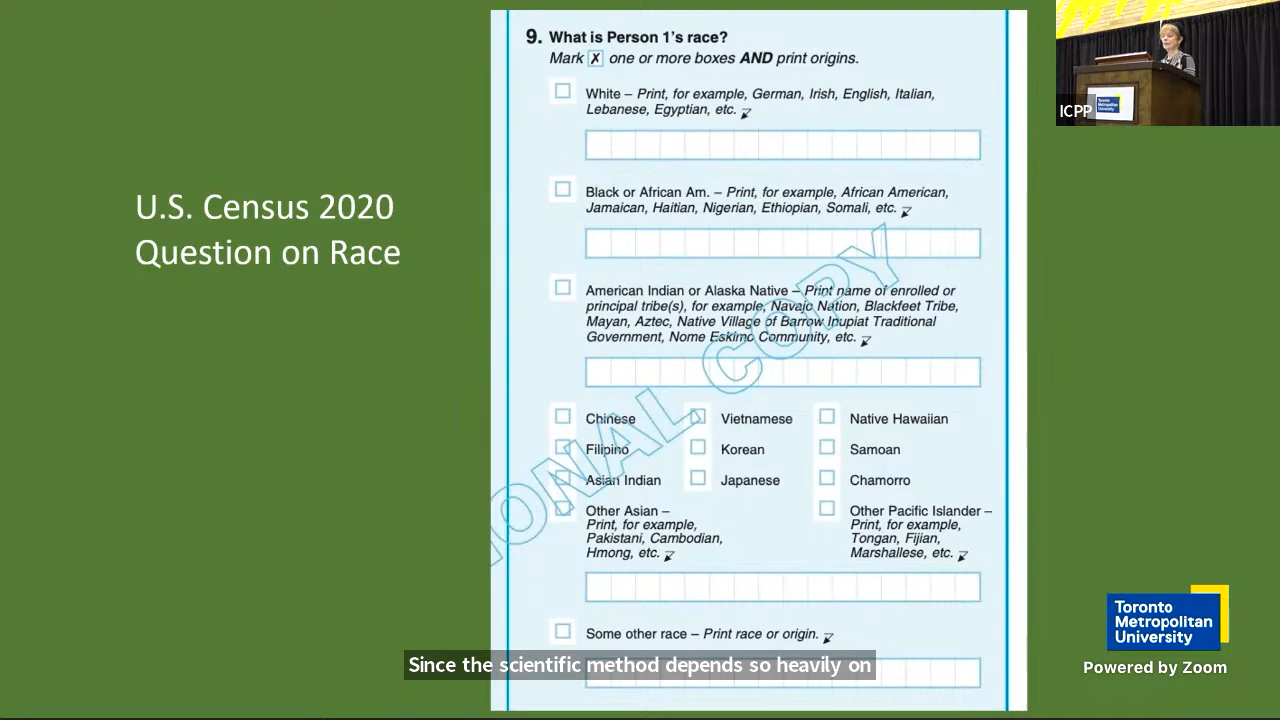 U.S. Census 2020
Question on Race
9. What is Person 1's race?
Mark X one or more boxes AND print origins.
White – Print, for example, German, Irish, English, Italian,
Lebanese, Egyptian, etc.
Black or African Am. – Print, for example, African American,
Jamaican, Haitian, Nigerian, Ethiopian, Somali, etc.
American Indian or Alaska Native – Print name of enrolled or
principal tribe(s), for example, Navajo Nation, Blackfeet Tribe,
Mayan, Aztec, Native Village of Barrow Inupiat Traditional
Government, Nome Eskimo Community, etc.
Chinese Vietnamese Native Hawaiian
Filipino Korean Samoan
Asian Indian Japanese Chamorro
Other Asian –
Print, for example,
Pakistani, Cambodian,
Hmong, etc.
Other Pacific Islander –
Print, for example,
Tongan, Fijian,
Marshallese, etc.
Some other race – Print race or origin.
IONAL COPY
Since the scientific method depends so heavily on
ICPP
Toronto
Metropolitan
University
Toronto
Metropolitan
University
Powered by Zoom